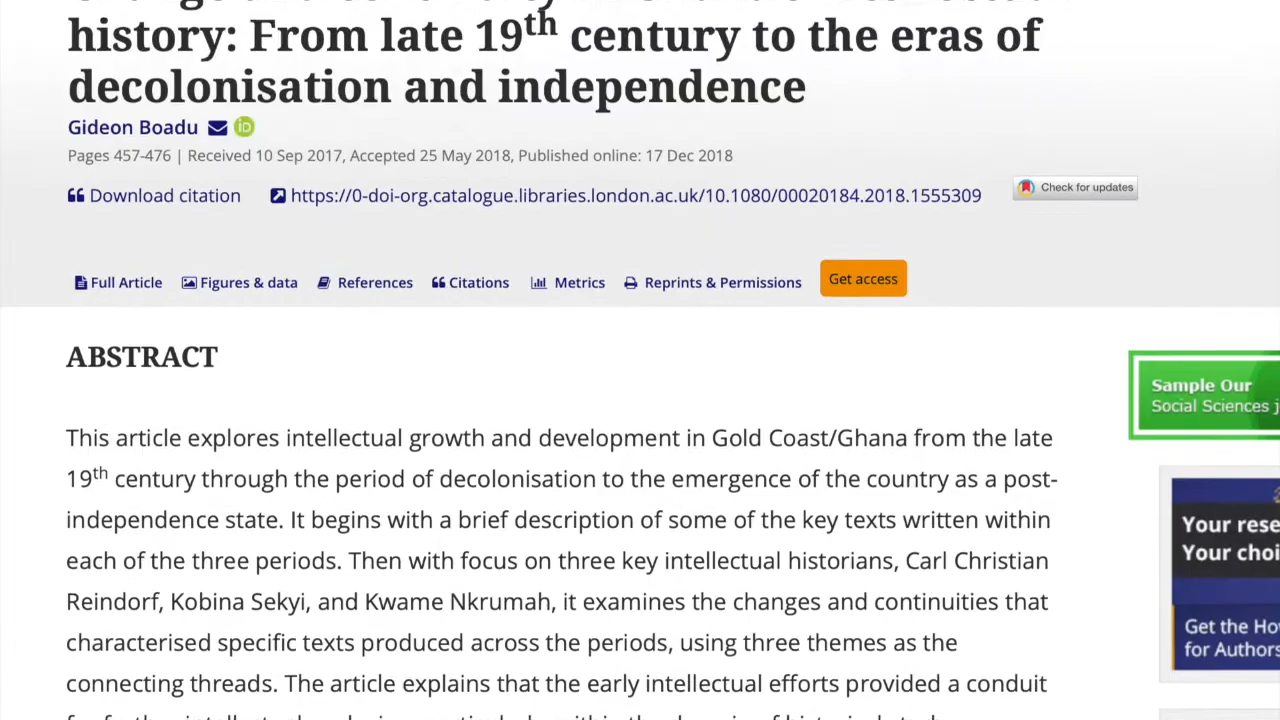 history: From late 19th century to the eras of
decolonisation and independence
Gideon Boadu
Pages 457-476 | Received 10 Sep 2017, Accepted 25 May 2018, Published online: 17 Dec 2018
Download citation https://0-doi-org.catalogue.libraries.london.ac.uk/10.1080/00020184.2018.1555309
Check for updates
Full Article Figures & data References Citations Metrics Reprints & Permissions Get access
ABSTRACT
This article explores intellectual growth and development in Gold Coast/Ghana from the late
19th century through the period of decolonisation to the emergence of the country as a post-
independence state. It begins with a brief description of some of the key texts written within
each of the three periods. Then with focus on three key intellectual historians, Carl Christian
Reindorf, Kobina Sekyi, and Kwame Nkrumah, it examines the changes and continuities that
characterised specific texts produced across the periods, using three themes as the
connecting threads. The article explains that the early intellectual efforts provided a conduit
Sample Our
Social Sciences
Your
Your
Get the
for Authors